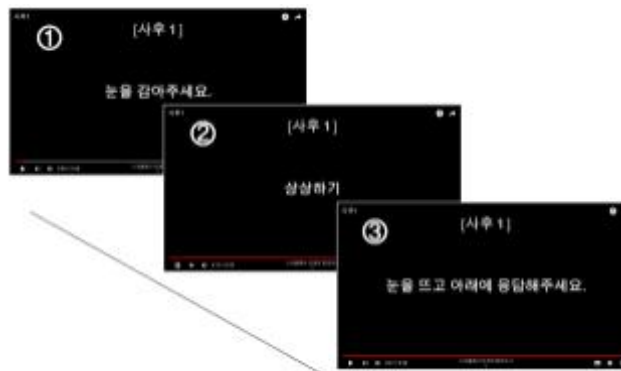 ①
[사후 1]
눈을 감아주세요.
②
[사후 1]
상상하기
③
[사후 1]
눈을 뜨고 아래에 응답해주세요.